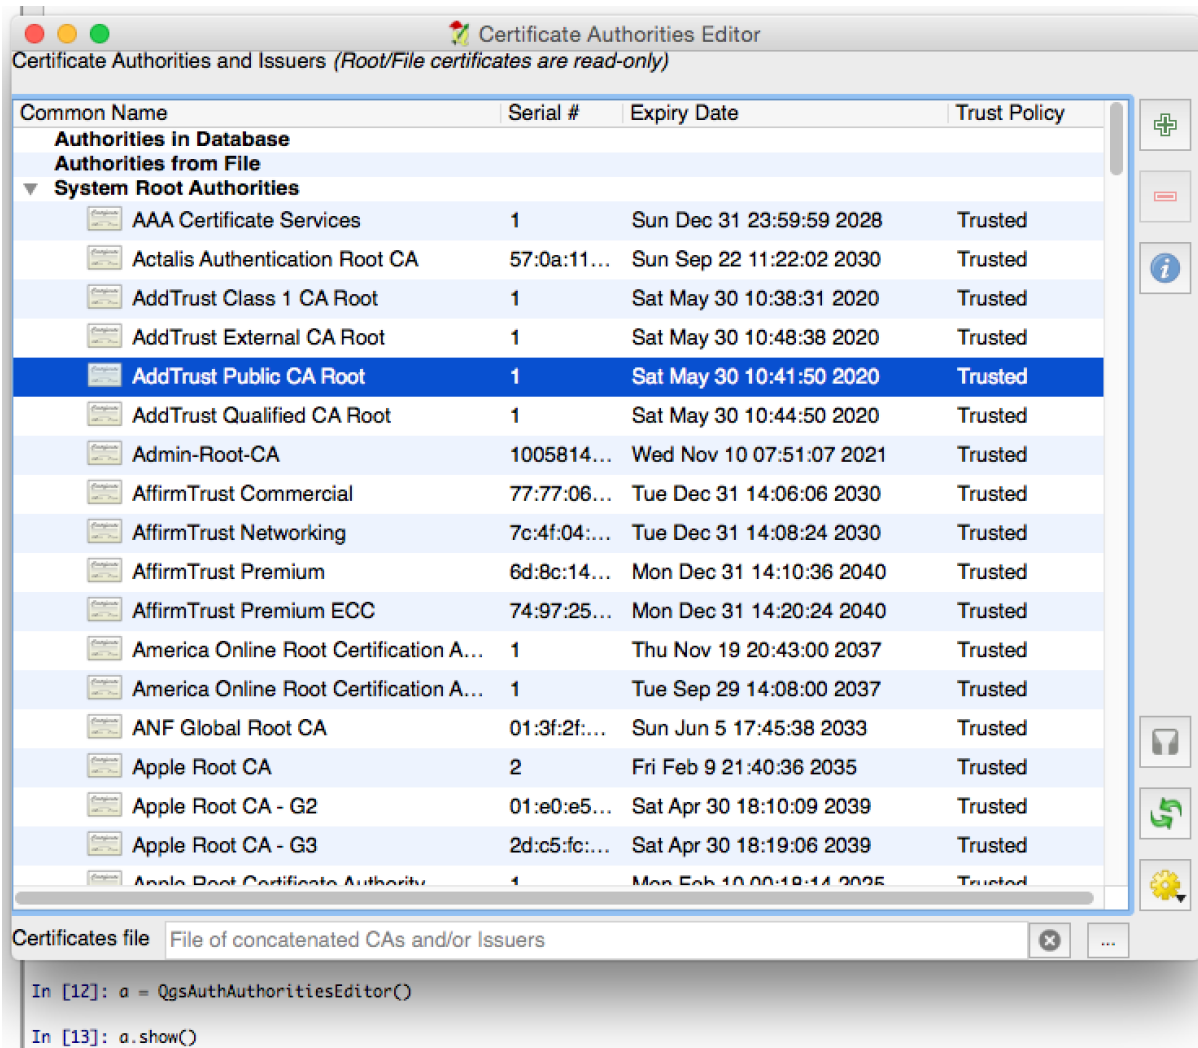 Certificate Authorities Editor
Certificate Authorities and Issuers (Root/File certificates are read-only)
Common Name Serial # Expiry Date Trust Policy
Authorities in Database
Authorities from File
System Root Authorities
AAA Certificate Services 1 Sun Dec 31 23:59:59 2028 Trusted
Actalis Authentication Root CA 57:0a:11... Sun Sep 22 11:22:02 2030 Trusted
AddTrust Class 1 CA Root 1 Sat May 30 10:38:31 2020 Trusted
AddTrust External CA Root 1 Sat May 30 10:48:38 2020 Trusted
AddTrust Public CA Root 1 Sat May 30 10:41:50 2020 Trusted
AddTrust Qualified CA Root 1 Sat May 30 10:44:50 2020 Trusted
Admin-Root-CA 1005814... Wed Nov 10 07:51:07 2021 Trusted
AffirmTrust Commercial 77:77:06... Tue Dec 31 14:06:06 2030 Trusted
AffirmTrust Networking 7c:4f:04:... Tue Dec 31 14:08:24 2030 Trusted
AffirmTrust Premium 6d:8c:14... Mon Dec 31 14:10:36 2040 Trusted
AffirmTrust Premium ECC 74:97:25... Mon Dec 31 14:20:24 2040 Trusted
America Online Root Certification A... 1 Thu Nov 19 20:43:00 2037 Trusted
America Online Root Certification A... 1 Tue Sep 29 14:08:00 2037 Trusted
ANF Global Root CA 01:3f:2f:... Sun Jun 5 17:45:38 2033 Trusted
Apple Root CA 2 Fri Feb 9 21:40:36 2035 Trusted
Apple Root CA - G2 01:e0:e5... Sat Apr 30 18:10:09 2039 Trusted
Apple Root CA - G3 2d:c5:fc:... Sat Apr 30 18:19:06 2039 Trusted
Apple Root Certificate Authority 1 Mon Feb 10 00:18:14 2025 Trusted
Certificates file File of concatenated CAs and/or Issuers ...
In [12]: a = QgsAuthAuthoritiesEditor()
In [13]: a.show()